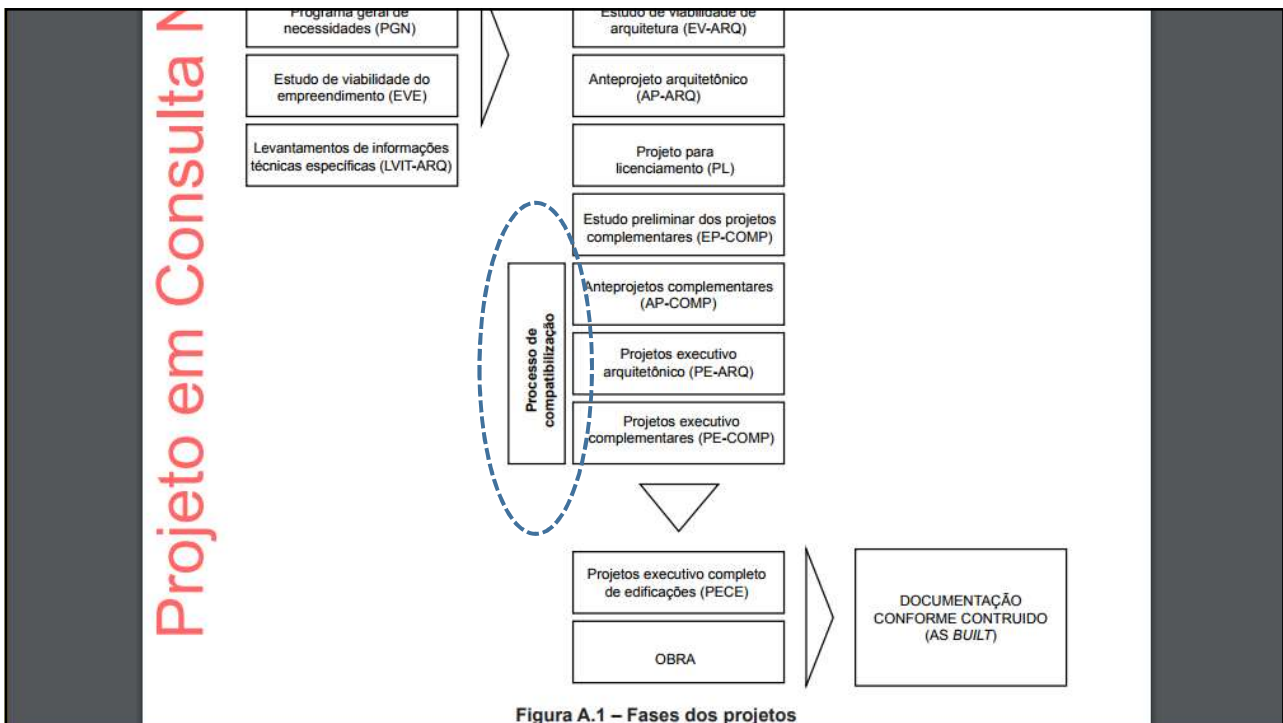 Projeto em Consulta N
Programa geral de
necessidades (PGN)
Estudo de viabilidade do
empreendimento (EVE)
Levantamentos de informações
técnicas específicas (LVIT-ARQ)
Estudo de viabilidade de
arquitetura (EV-ARQ)
Anteprojeto arquitetônico
(AP-ARQ)
Projeto para
licenciamento (PL)
Estudo preliminar dos projetos
complementares (EP-COMP)
Processo de
compatibilização
Anteprojetos complementares
(AP-COMP)
Projetos executivo
arquitetônico (PE-ARQ)
Projetos executivo
complementares (PE-COMP)
Projetos executivo completo
de edificações (PECE)
OBRA
DOCUMENTAÇÃO
CONFORME CONTRUIDO
(AS BUILT)
Figura A.1 – Fases dos projetos